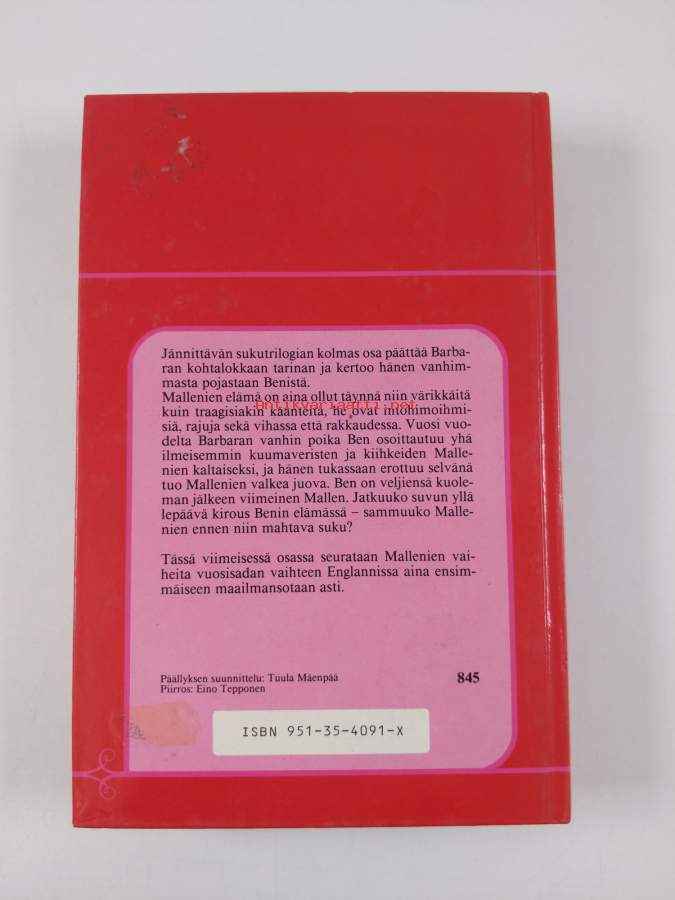 Jännittävän sukutrilogian kolmas osa päättää Barba-
ran kohtalokkaan tarinan ja kertoo hänen vanhim-
masta pojastaan Benistä.
Mallenien elämä on aina ollut täynnä niin värikkäitä
Antikvariaatti.net
kuin traagisiakin käänteitä, he ovat intohimoihmi-
siä, rajuja sekä vihassa että rakkaudessa. Vuosi vuo-
delta Barbaran vanhin poika Ben osoittautuu yhä
ilmeisemmin kuumaveristen ja kiihkeiden Malle-
nien kaltaiseksi, ja hänen tukassaan erottuu selvänä
tuo Mallenien valkea juova. Ben on veljiensä kuole-
man jälkeen viimeinen Mallen. Jatkuuko suvun yllä
lepäävä kirous Benin elämässä – sammuuko Malle-
nien ennen niin mahtava suku?
Tässä viimeisessä osassa seurataan Mallenien vai-
heita vuosisadan vaihteen Englannissa aina ensim-
mäiseen maailmansotaan asti.
Päällyksen suunnittelu: Tuula Mäenpää
845
Piirros: Eino Tepponen
ISBN 951-35-4091-X